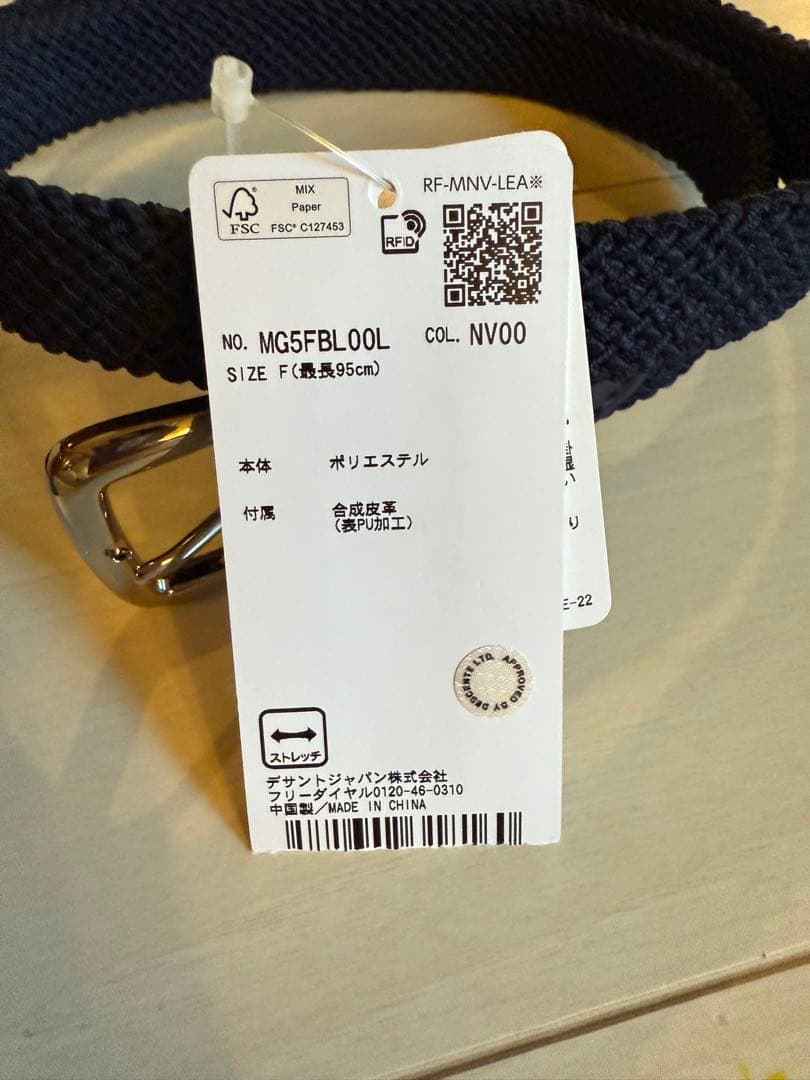 MIX
Paper
FSC® C127453
FSC
RF-MNV-LEA※
RFID
NO. MG5FBL00L COL. NV00
SIZE F(最長95cm)
本体 ポリエステル
付属 合成皮革
(表PU加工)
APPROVED BY DESCENTE LTD.
ストレッチ
デサントジャパン株式会社
フリーダイヤル0120-46-0310
中国製/MADE IN CHINA
い
り
E-22